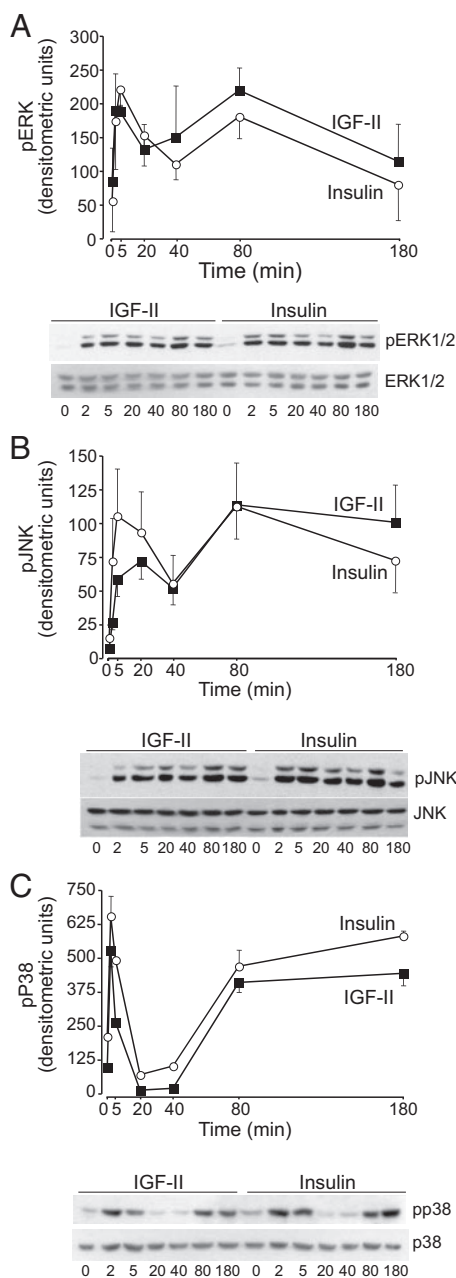 A
300
250
200
150
100
50
0
pERK
(densitometric units)
IGF-II
Insulin
0 5 20 40 80 180
Time (min)
IGF-II Insulin
pERK1/2
ERK1/2
0 2 5 20 40 80 180 0 2 5 20 40 80 180
B
150
125
100
75
50
25
0
pJNK
(densitometric units)
IGF-II
Insulin
0 5 20 40 80 180
Time (min)
IGF-II Insulin
pJNK
JNK
0 2 5 20 40 80 180 0 2 5 20 40 80 180
C
750
625
500
375
250
125
0
pP38
(densitometric units)
Insulin
IGF-II
0 5 20 40 80 180
Time (min)
IGF-II Insulin
pp38
p38
0 2 5 20 40 80 180 0 2 5 20 40 80 180